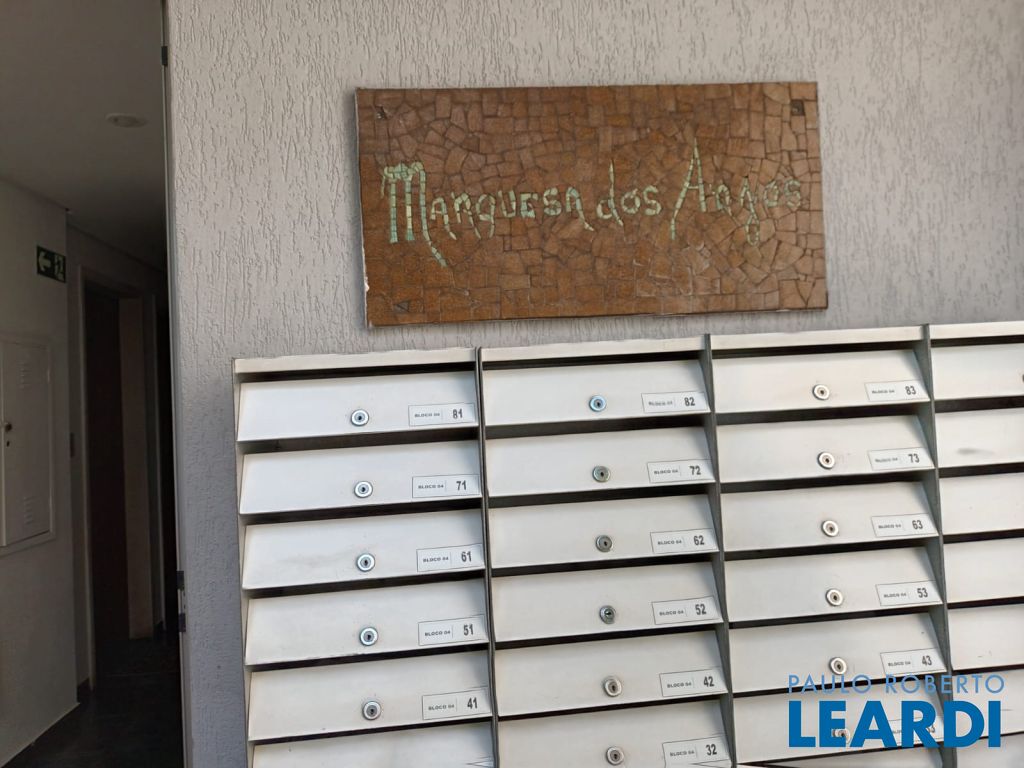 Marquesa dos Anjos
BLOCO 04 81
BLOCO 04 82
BLOCO 04 83
BLOCO 04 71
BLOCO 04 72
BLOCO 04 73
BLOCO 04 61
BLOCO 04 62
BLOCO 04 63
BLOCO 04 51
BLOCO 04 52
BLOCO 04 53
BLOCO 04 41
BLOCO 04 42
BLOCO 04 43
BLOCO 04 32
PAULO ROBERTO
LEARDI